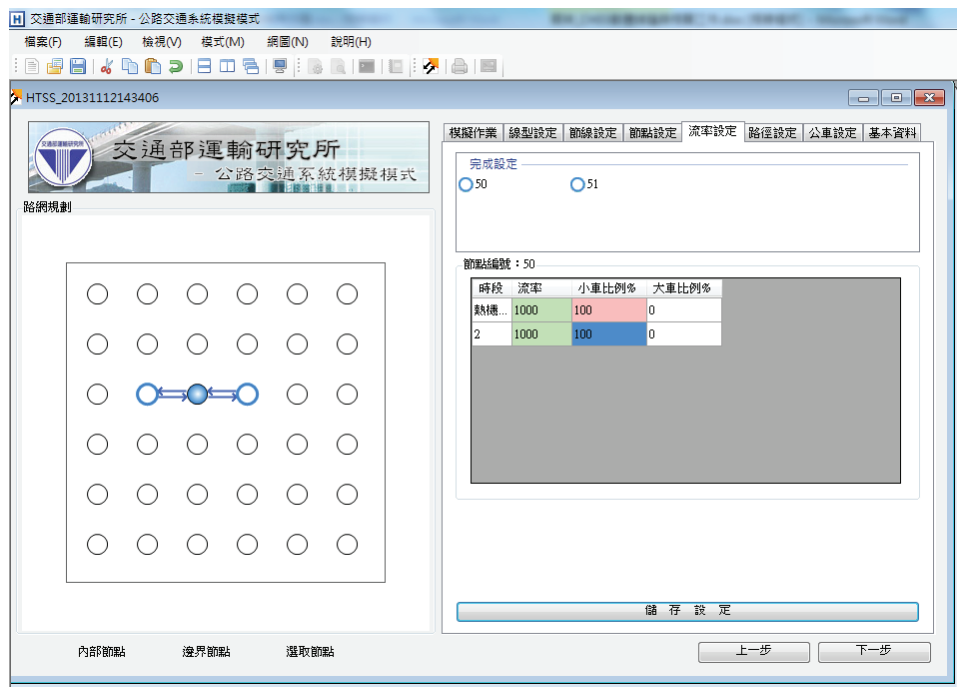 交通部運輸研究所 - 公路交通系統模擬模式
檔案(F) 編輯(E) 檢視(V) 模式(M) 網圖(N) 說明(H)
HTSS_20131112143406
交通部運輸研究所
交通部運輸研究所
- 公路交通系統模擬模式
路網規劃
模擬作業 線型設定 節線設定 節點設定 流率設定 路徑設定 公車設定 基本資料
完成設定
50 51
節點編號：50
時段 流率 小車比例% 大車比例%
熱機... 1000 100 0
2 1000 100 0
儲 存 設 定
內部節點 邊界節點 選取節點
上一步 下一步